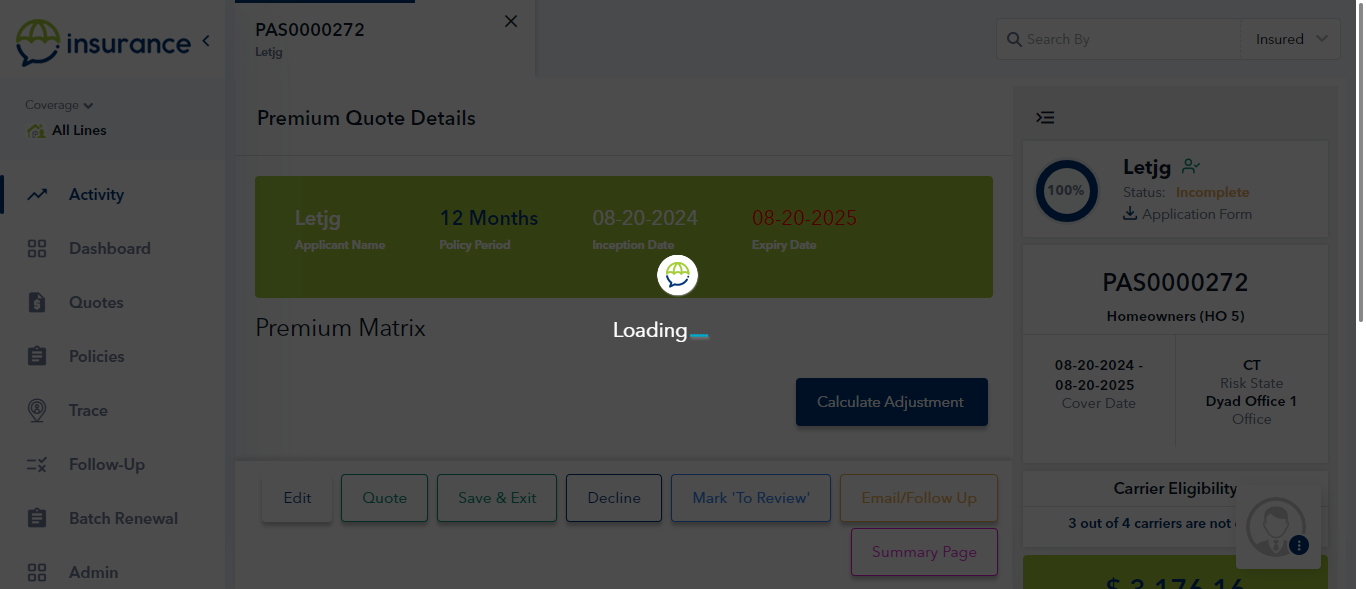 insurance
PAS0000272
Letjg
Search By
Insured
Coverage
All Lines
Activity
Dashboard
Quotes
Policies
Trace
Follow-Up
Batch Renewal
Admin
Premium Quote Details
Letjg
Applicant Name
12 Months
Policy Period
08-20-2024
Inception Date
08-20-2025
Expiry Date
Premium Matrix
Loading
Calculate Adjustment
Edit
Quote
Save & Exit
Decline
Mark 'To Review'
Email/Follow Up
Summary Page
100%
Letjg
Status: Incomplete
Application Form
PAS0000272
Homeowners (HO 5)
08-20-2024 -
08-20-2025
Cover Date
CT
Risk State
Dyad Office 1
Office
Carrier Eligibility
3 out of 4 carriers are not
$ 3,176.16